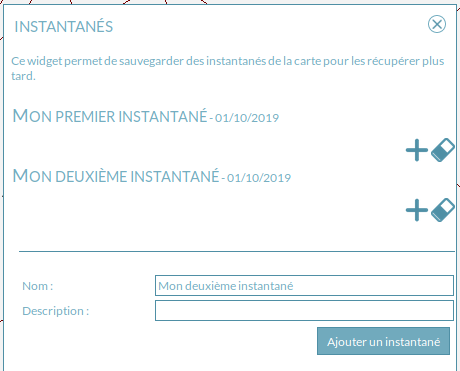 INSTANTANÉS
Ce widget permet de sauvegarder des instantanés de la carte pour les récupérer plus
tard.
MON PREMIER INSTANTANÉ - 01/10/2019
MON DEUXIÈME INSTANTANÉ - 01/10/2019
Nom : Mon deuxième instantané
Description :
Ajouter un instantané